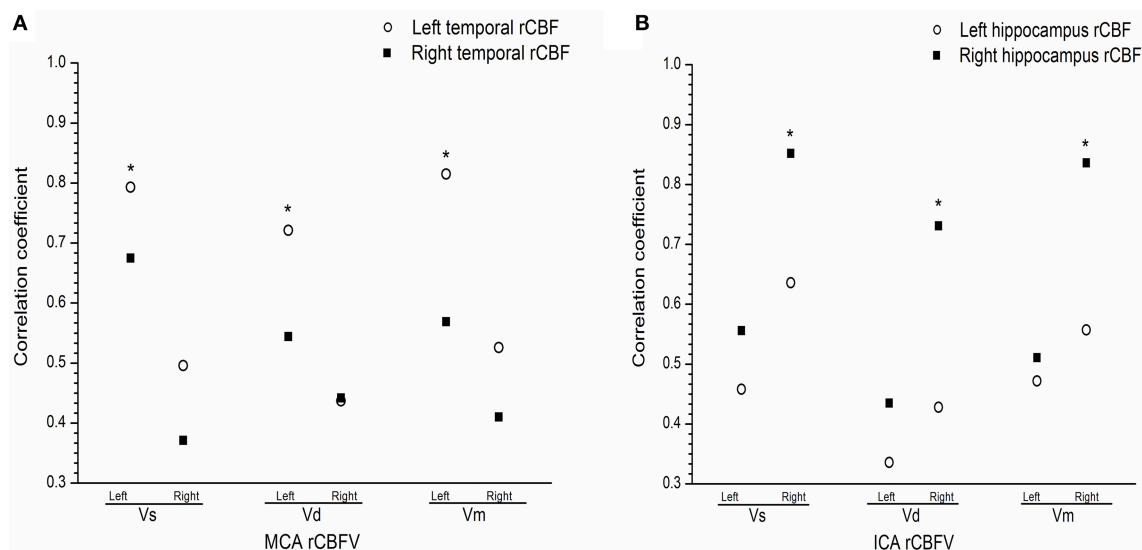 A
Left temporal rCBF
Right temporal rCBF
1.0
0.9
0.8
0.7
0.6
0.5
0.4
0.3
Correlation coefficient
*
*
*
Left Right Left Right Left Right
Vs Vd Vm
MCA rCBFV
B
Left hippocampus rCBF
Right hippocampus rCBF
1.0
0.9
0.8
0.7
0.6
0.5
0.4
0.3
Correlation coefficient
*
*
*
Left Right Left Right Left Right
Vs Vd Vm
ICA rCBFV